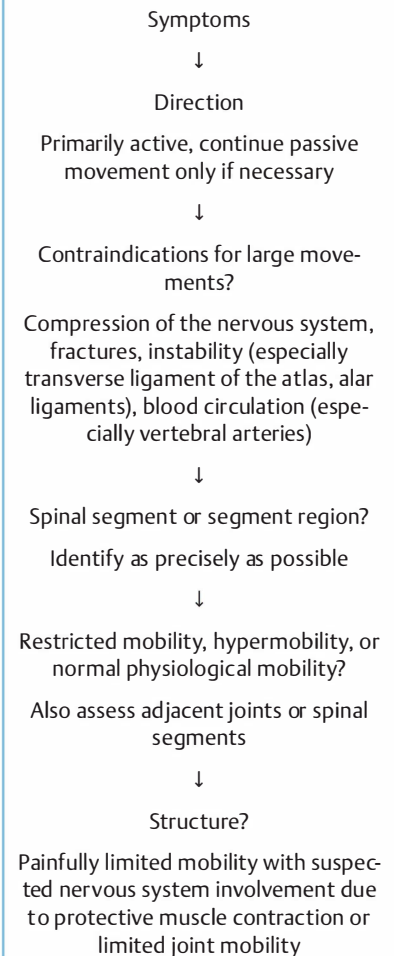 Symptoms
↓
Direction
Primarily active, continue passive
movement only if necessary
↓
Contraindications for large move-
ments?
Compression of the nervous system,
fractures, instability (especially
transverse ligament of the atlas, alar
ligaments), blood circulation (espe-
cially vertebral arteries)
↓
Spinal segment or segment region?
Identify as precisely as possible
↓
Restricted mobility, hypermobility, or
normal physiological mobility?
Also assess adjacent joints or spinal
segments
↓
Structure?
Painfully limited mobility with suspec-
ted nervous system involvement due
to protective muscle contraction or
limited joint mobility